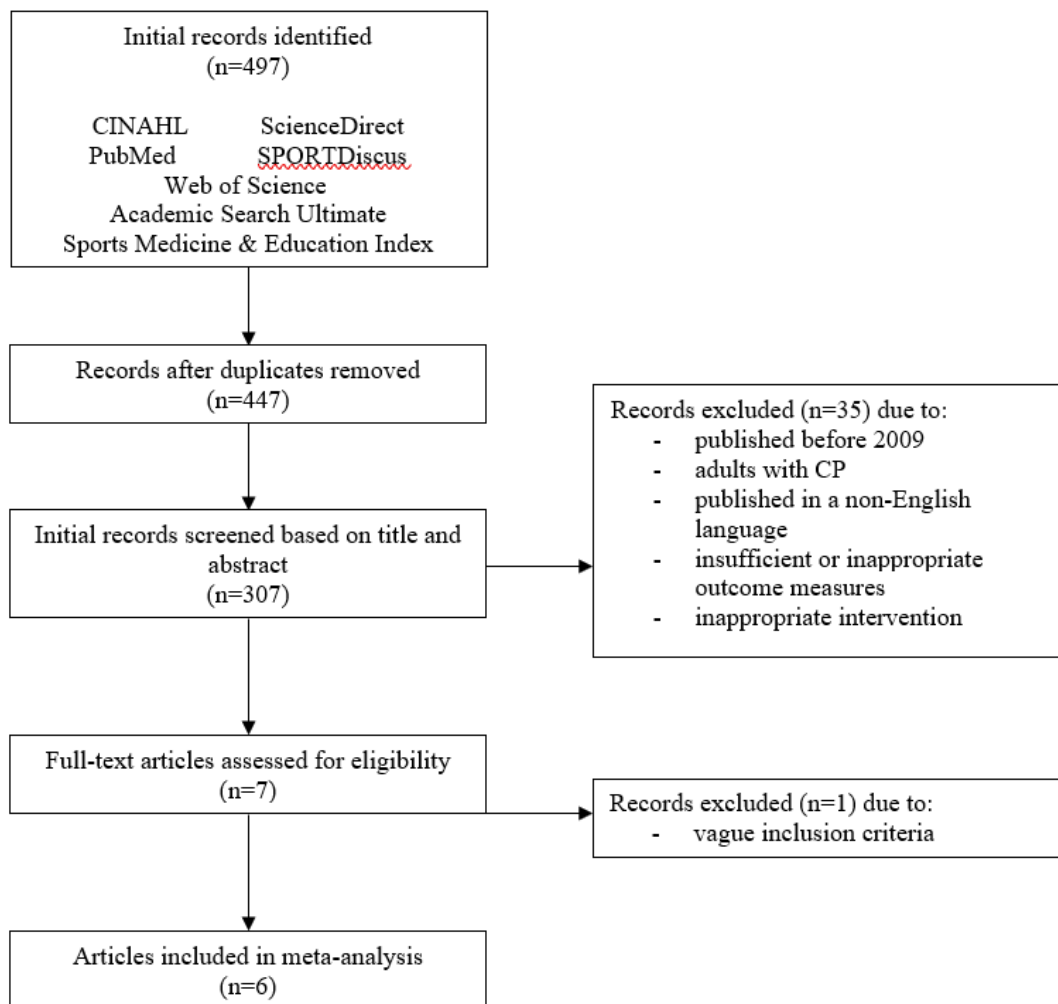 Initial records identified
(n=497)
CINAHL ScienceDirect
PubMed SPORTDiscus
Web of Science
Academic Search Ultimate
Sports Medicine & Education Index
Records after duplicates removed
(n=447)
Initial records screened based on title and
abstract
(n=307)
Records excluded (n=35) due to:
- published before 2009
- adults with CP
- published in a non-English
language
- insufficient or inappropriate
outcome measures
- inappropriate intervention
Full-text articles assessed for eligibility
(n=7)
Records excluded (n=1) due to:
- vague inclusion criteria
Articles included in meta-analysis
(n=6)